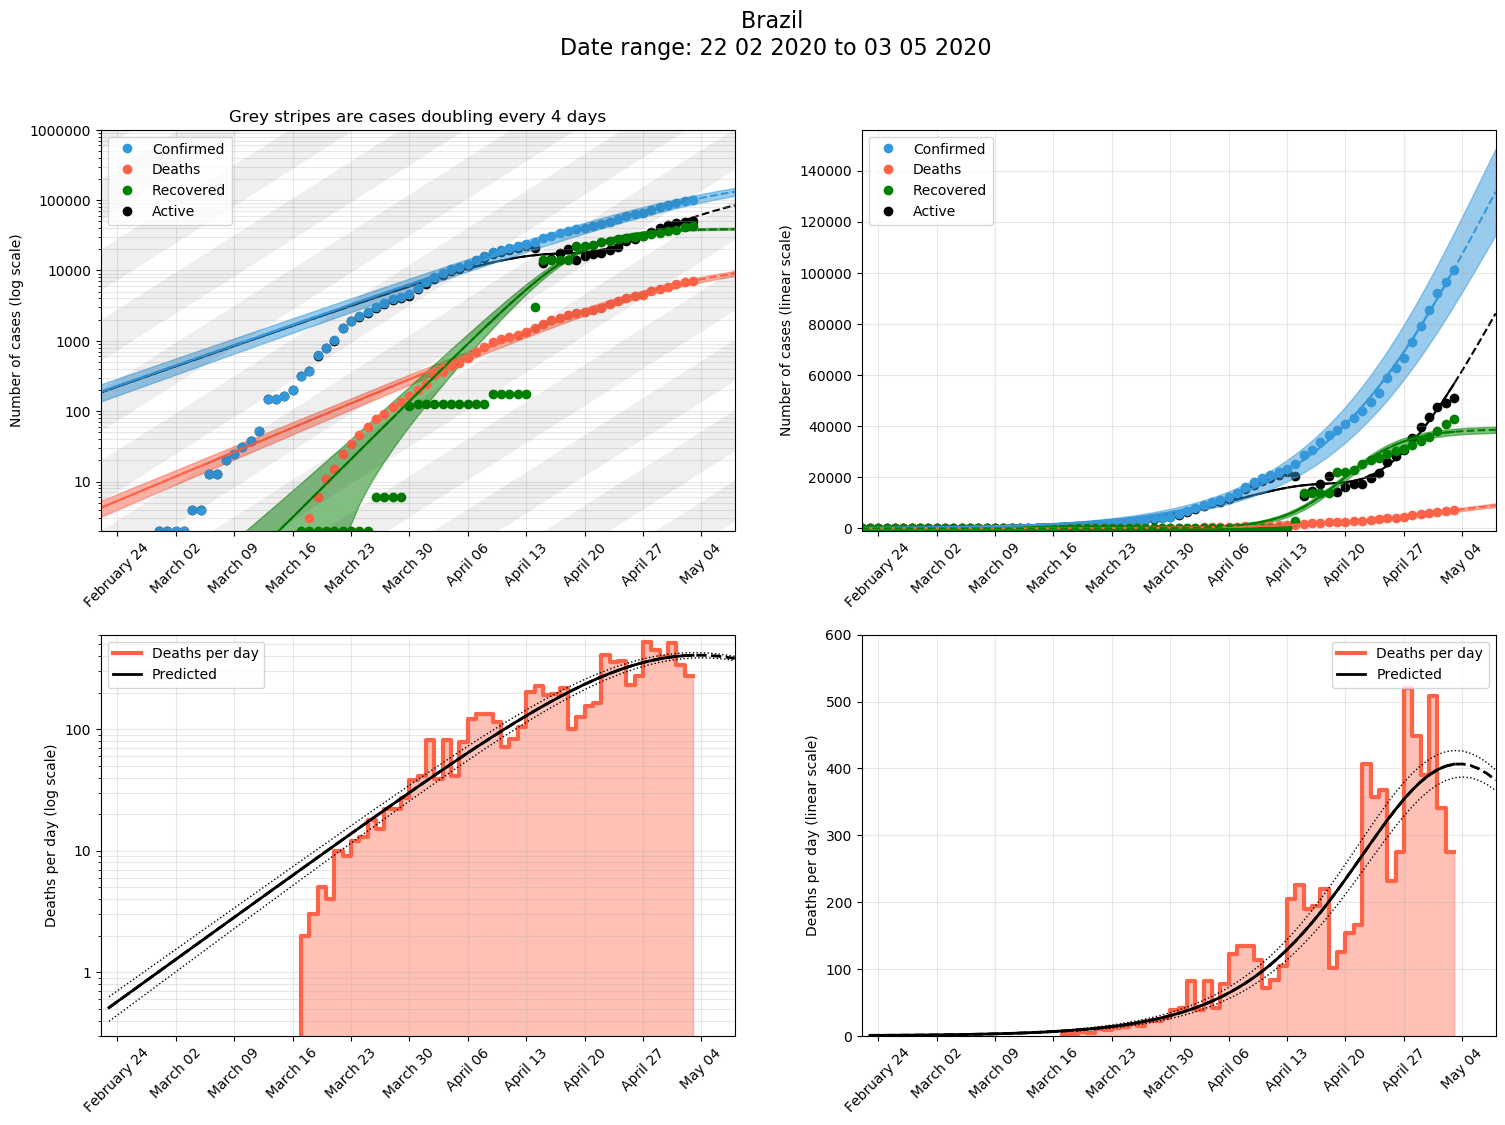 Brazil
Date range: 22 02 2020 to 03 05 2020
Grey stripes are cases doubling every 4 days
Number of cases (log scale)
1000000
100000
10000
1000
100
10
Confirmed
Deaths
Recovered
Active
February 24
March 02
March 09
March 16
March 23
March 30
April 06
April 13
April 20
April 27
May 04
Number of cases (linear scale)
140000
120000
100000
80000
60000
40000
20000
0
Confirmed
Deaths
Recovered
Active
February 24
March 02
March 09
March 16
March 23
March 30
April 06
April 13
April 20
April 27
May 04
Deaths per day (log scale)
100
10
1
Deaths per day
Predicted
February 24
March 02
March 09
March 16
March 23
March 30
April 06
April 13
April 20
April 27
May 04
Deaths per day (linear scale)
600
500
400
300
200
100
0
Deaths per day
Predicted
February 24
March 02
March 09
March 16
March 23
March 30
April 06
April 13
April 20
April 27
May 04